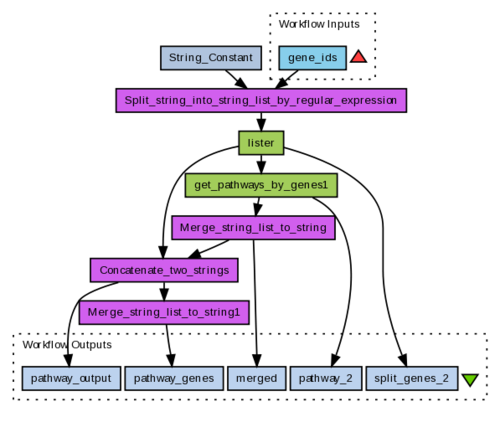 Workflow Inputs
String_Constant
gene_ids
Split_string_into_string_list_by_regular_expression
lister
get_pathways_by_genes1
Merge_string_list_to_string
Concatenate_two_strings
Merge_string_list_to_string1
Workflow Outputs
pathway_output
pathway_genes
merged
pathway_2
split_genes_2